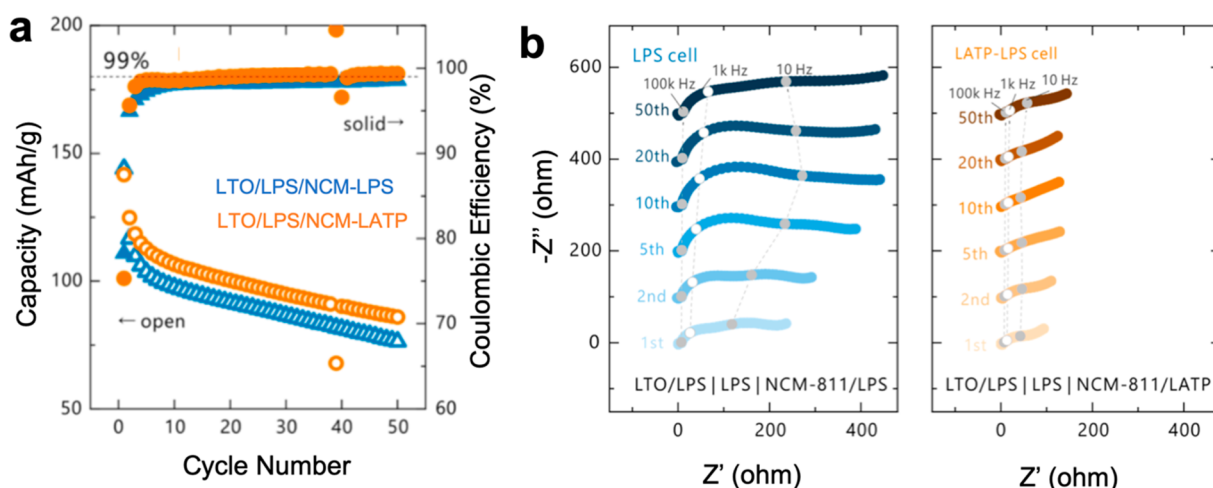 a
200
150
100
50
Capacity (mAh/g)
99%
solid→
LTO/LPS/NCM-LPS
LTO/LPS/NCM-LATP
←open
100
90
80
70
60
Coulombic Efficiency (%)
0 10 20 30 40 50
Cycle Number
b
600
400
200
0
-Z'' (ohm)
LPS cell
100k Hz
1k Hz
10 Hz
50th
20th
10th
5th
2nd
1st
LTO/LPS | LPS | NCM-811/LPS
0 200 400
Z' (ohm)
LATP-LPS cell
100k Hz
1k Hz
10 Hz
50th
20th
10th
5th
2nd
1st
LTO/LPS | LPS | NCM-811/LATP
0 200 400
Z' (ohm)